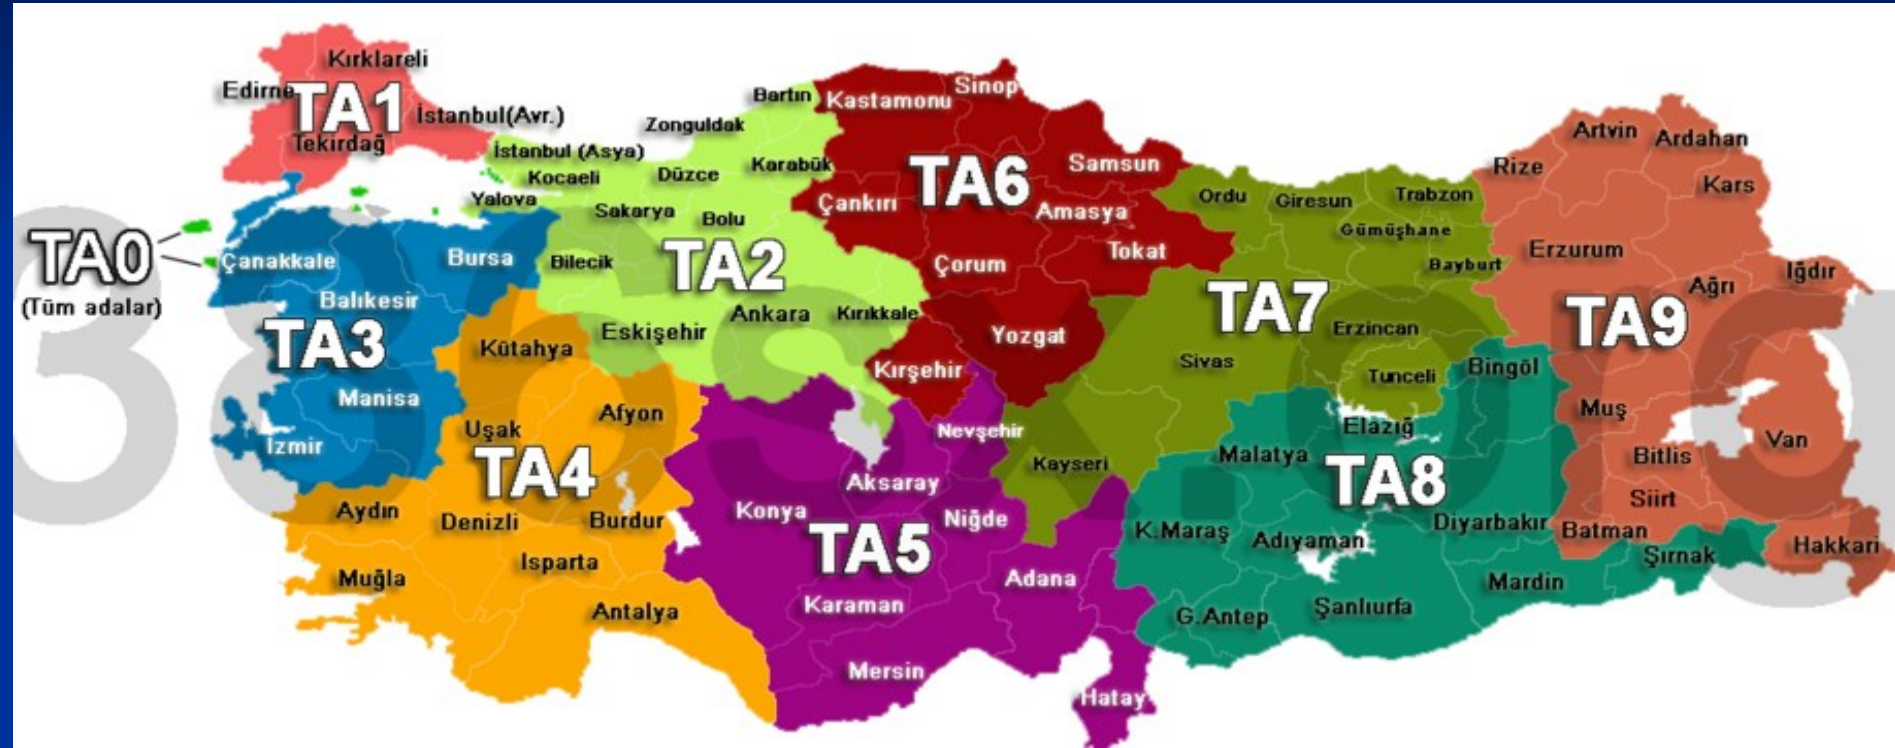 Kırklareli
Edirne
TA1
İstanbul(Avr.)
Tekirdağ
TA0
(Tüm adalar)
Bartın
Zonguldak
İstanbul (Asya)
Kocaeli
Düzce
Karabük
Yalova
Sakarya
Bolu
Bilecik
TA2
Ankara
Kırıkkale
Eskişehir
Çanakkale
Bursa
Balıkesir
TA3
Manisa
Izmir
Kütahya
Afyon
Uşak
TA4
Aydın
Denizli
Burdur
Isparta
Muğla
Antalya
Nevşehir
Aksaray
Konya
Niğde
TA5
Adana
Karaman
Mersin
Hatay
Kastamonu
Sinop
Samsun
TA6
Çankırı
Amasya
Tokat
Çorum
Yozgat
Kırşehir
Ordu
Giresun
Trabzon
Gümüşhane
Bayburt
TA7
Erzincan
Sivas
Tunceli
Kayseri
Bingöl
Elazığ
Malatya
TA8
K.Maraş
Adıyaman
Diyarbakır
Şırnak
Mardin
G.Antep
Şanlıurfa
Artvin
Ardahan
Rize
Kars
Erzurum
Ağrı
Iğdır
TA9
Muş
Van
Bitlis
Siirt
Batman
Hakkari